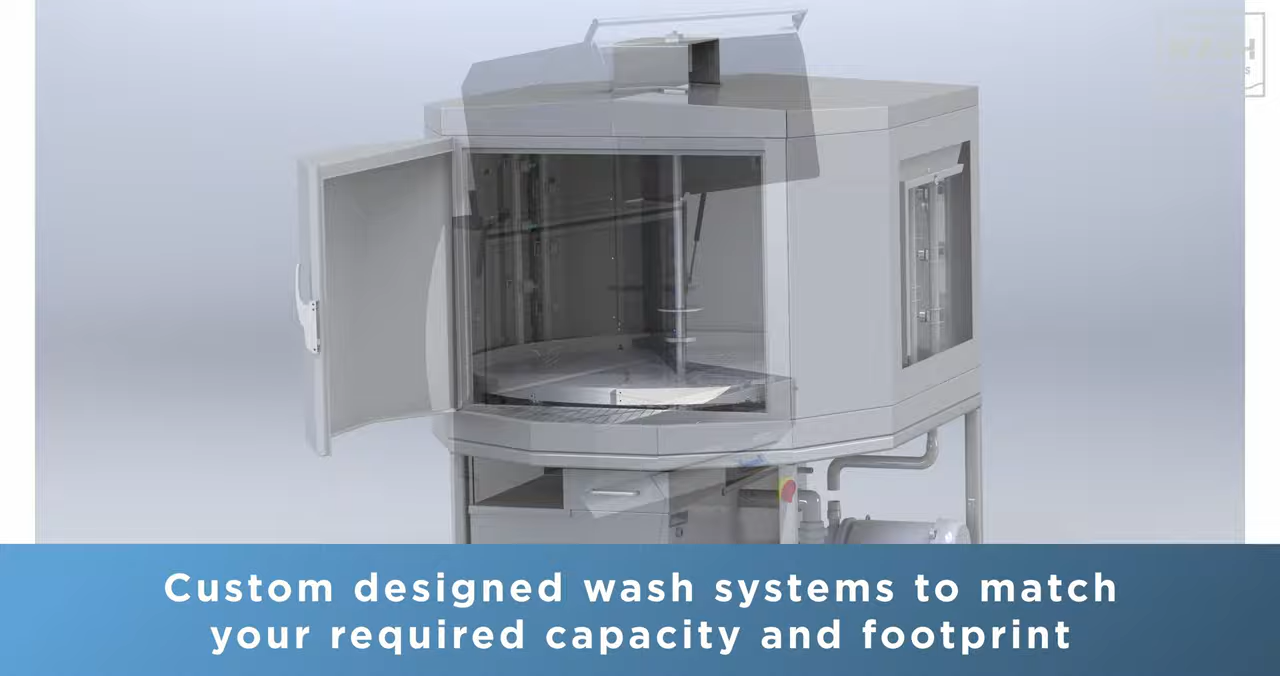 Custom designed wash systems to match
your required capacity and footprint